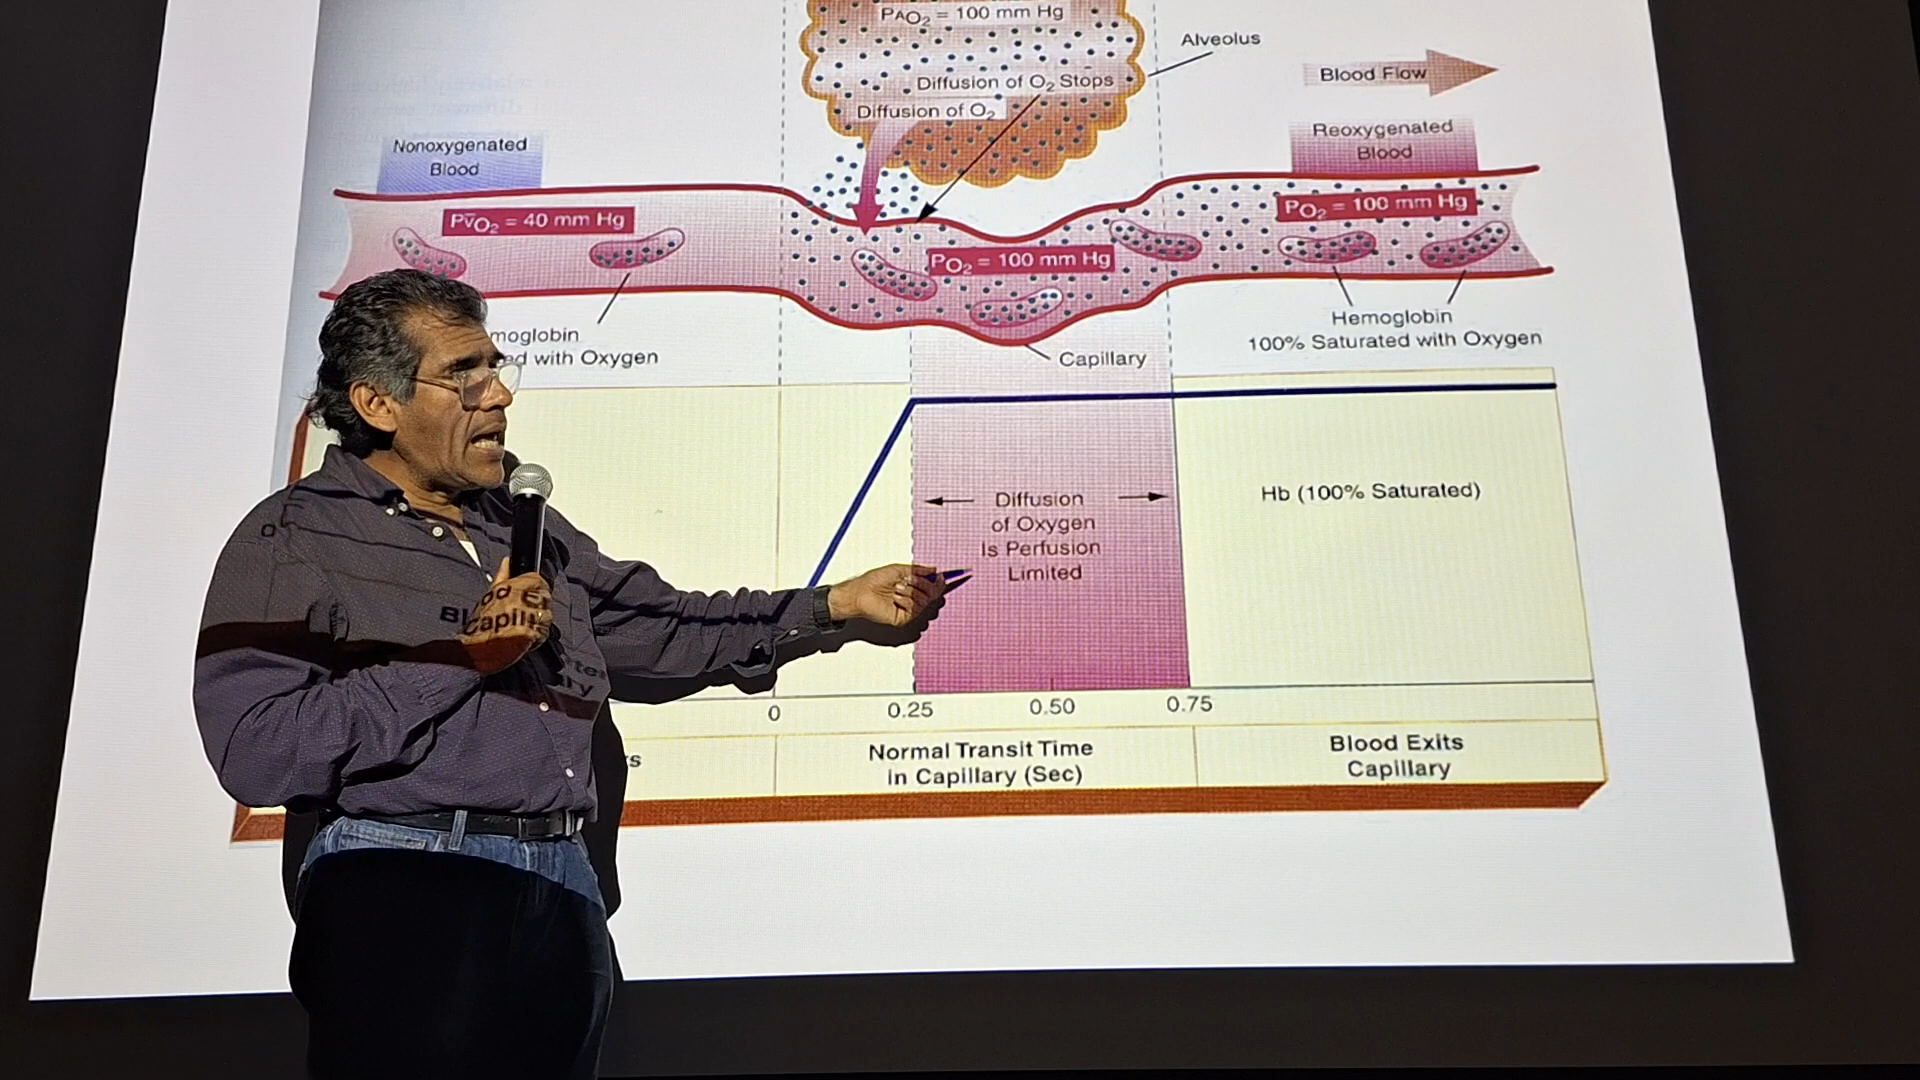 PAO2 = 100 mm Hg
Alveolus
Blood Flow
Diffusion of O2 Stops
Diffusion of O2
Nonoxygenated
Blood
Reoxygenated
Blood
Pv̄O2 = 40 mm Hg
PO2 = 100 mm Hg
PO2 = 100 mm Hg
moglobin
ed with Oxygen
Capillary
Hemoglobin
100% Saturated with Oxygen
Diffusion
of Oxygen
Is Perfusion
Limited
Hb (100% Saturated)
0
0.25
0.50
0.75
Normal Transit Time
in Capillary (Sec)
Blood Exits
Capillary